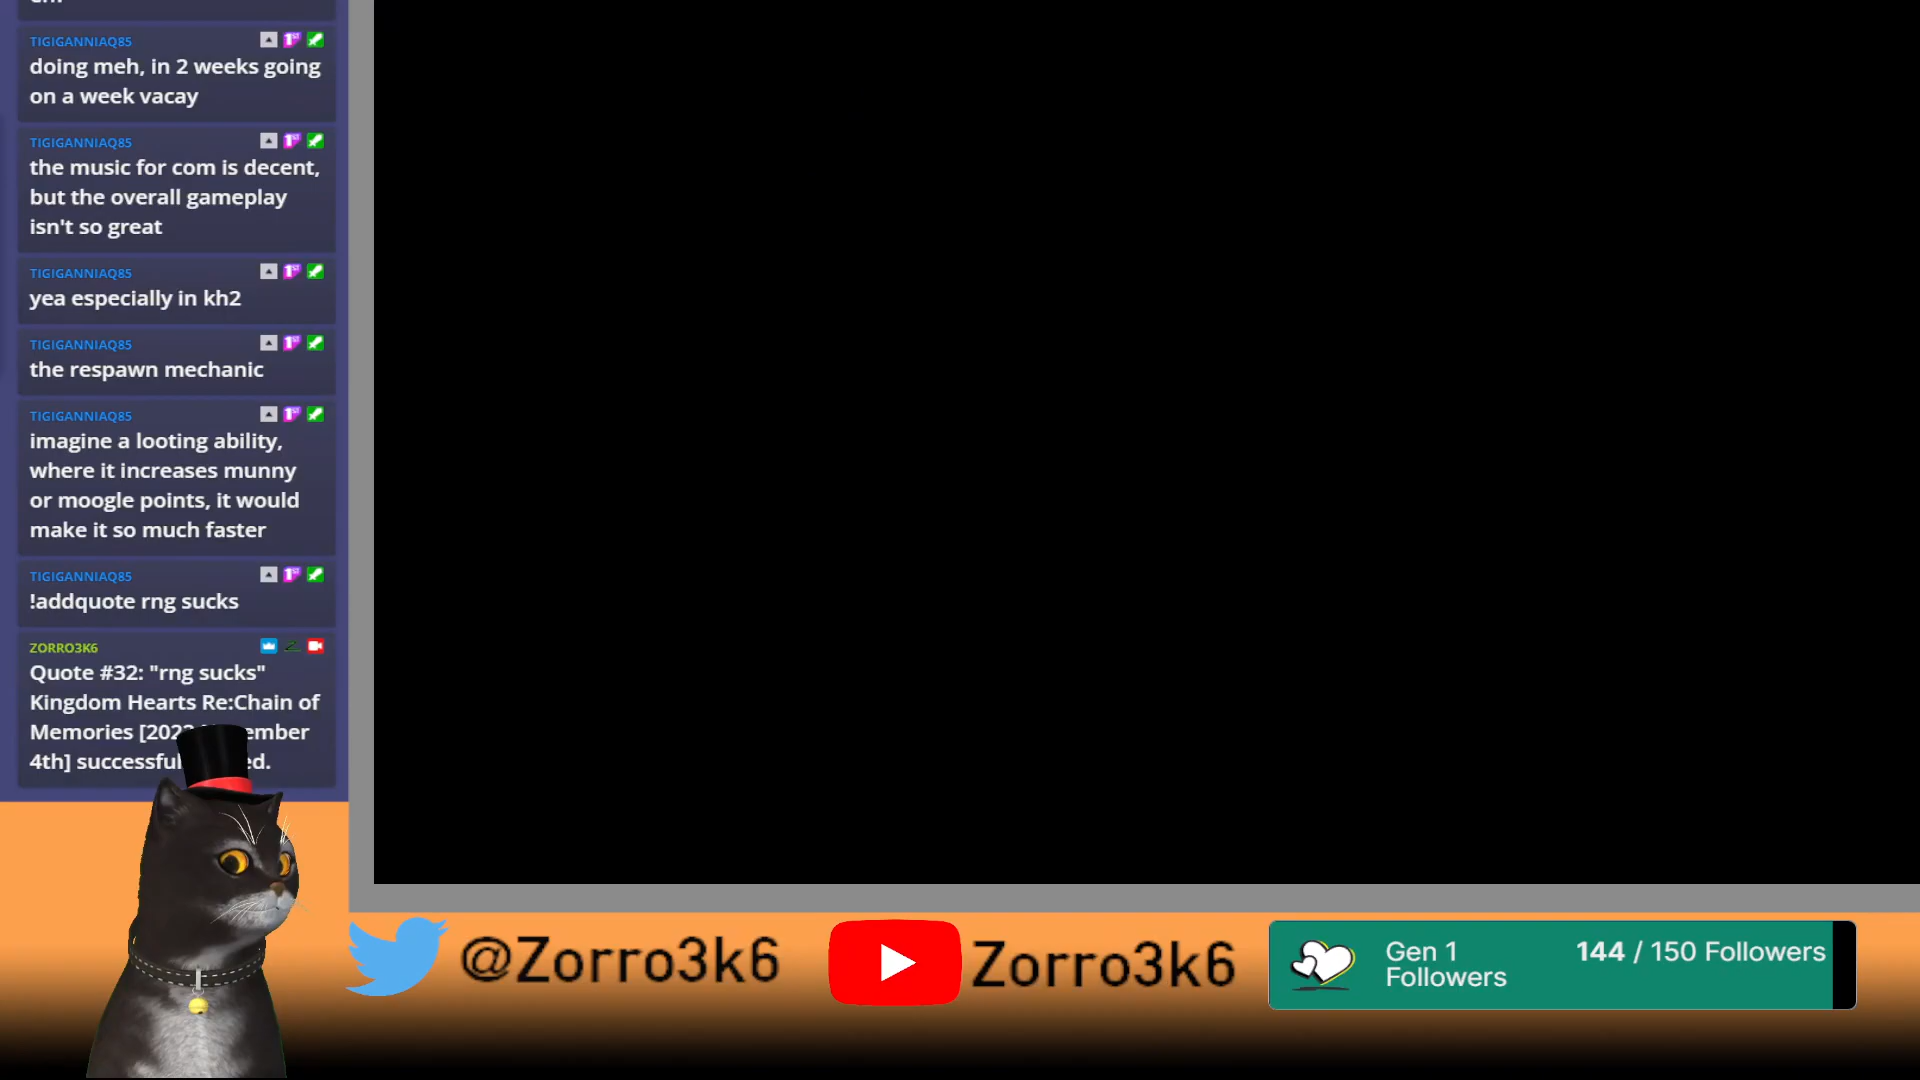 TIGIGANNIAQ85
doing meh, in 2 weeks going
on a week vacay
TIGIGANNIAQ85
the music for com is decent,
but the overall gameplay
isn't so great
TIGIGANNIAQ85
yea especially in kh2
TIGIGANNIAQ85
the respawn mechanic
TIGIGANNIAQ85
imagine a looting ability,
where it increases munny
or moogle points, it would
make it so much faster
TIGIGANNIAQ85
!addquote rng sucks
ZORRO3K6
Quote #32: "rng sucks"
Kingdom Hearts Re:Chain of
Memories
4th]
@Zorro3k6
Zorro3k6
Gen 1
Followers
144 / 150 Followers